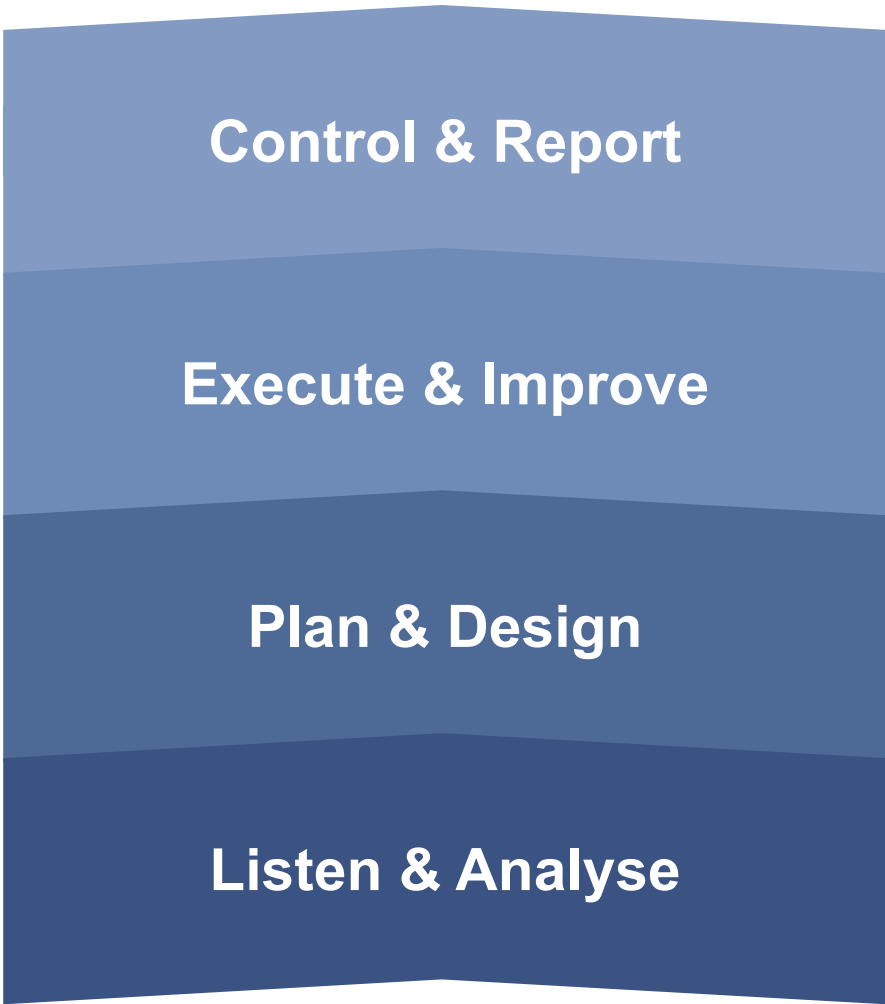 Control & Report
Execute & Improve
Plan & Design
Listen & Analyse